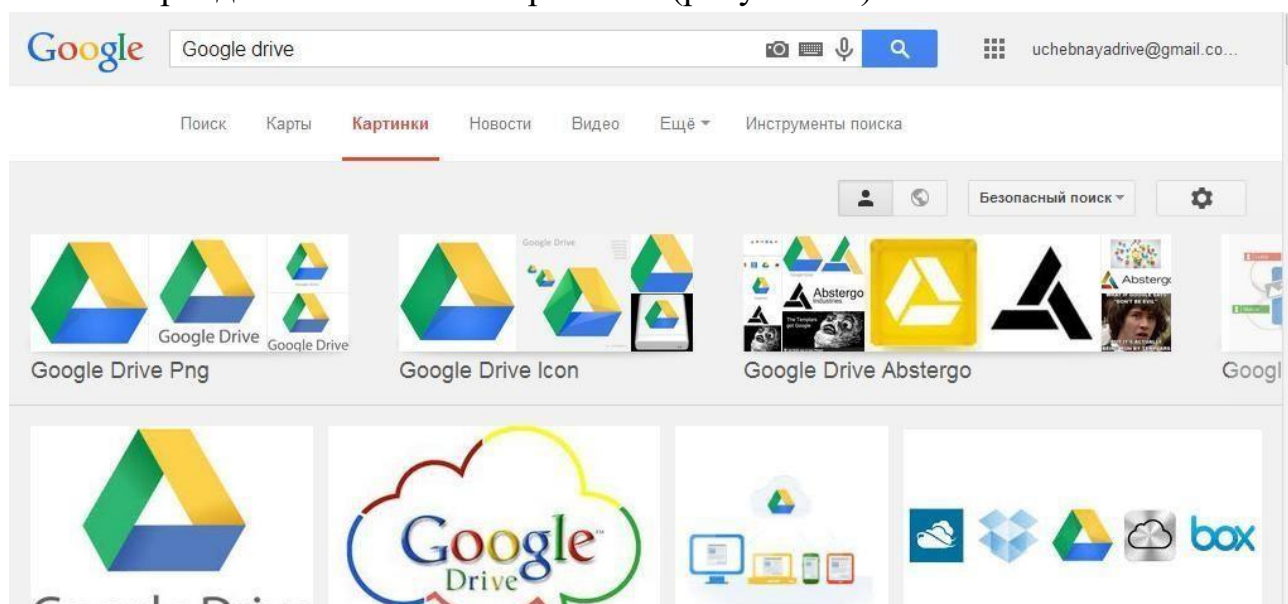 Google Google drive uchebnayadrive@gmail.co...
Поиск Карты Картинки Новости Видео Ещё Инструменты поиска
Безопасный поиск
Google Drive
Abstergo
Industries
Abstergo
Google Drive Google Drive
Google Drive Png Google Drive Icon Google Drive Abstergo Googl
Google
Drive
box